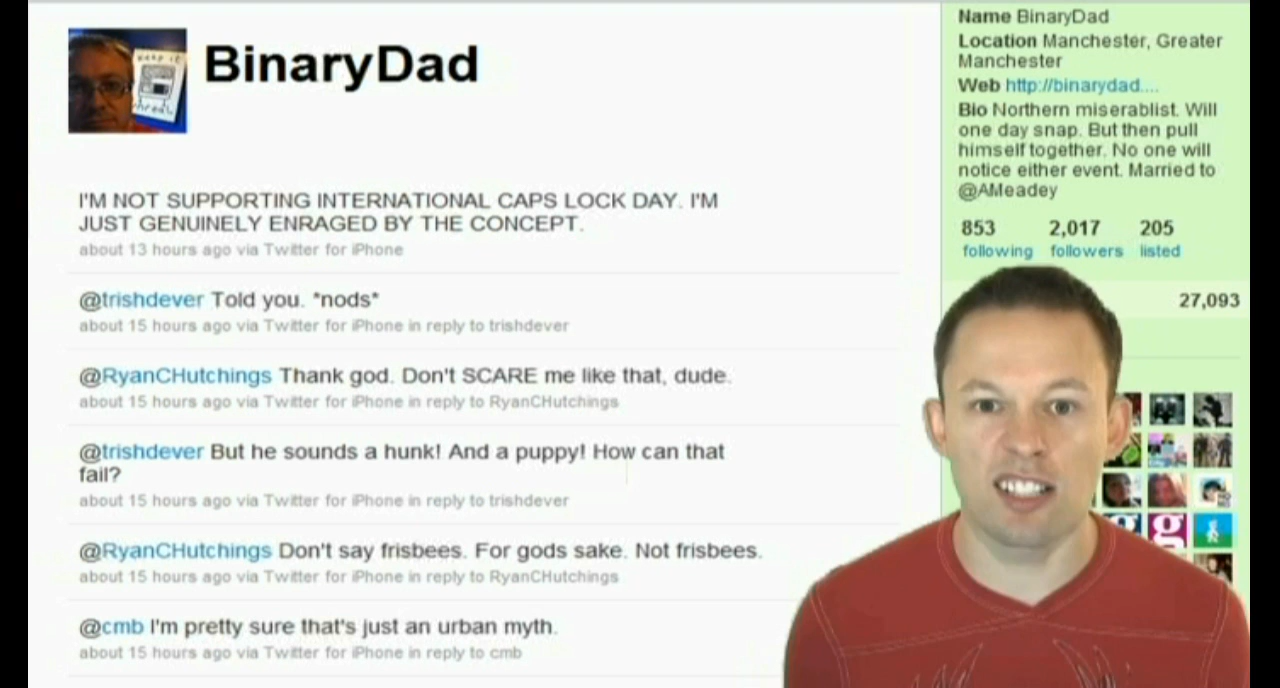 BinaryDad
I'M NOT SUPPORTING INTERNATIONAL CAPS LOCK DAY. I'M
JUST GENUINELY ENRAGED BY THE CONCEPT.
about 13 hours ago via Twitter for iPhone
@trishdever Told you. *nods*
about 15 hours ago via Twitter for iPhone in reply to trishdever
@RyanCHutchings Thank god. Don't SCARE me like that, dude.
about 15 hours ago via Twitter for iPhone in reply to RyanCHutchings
@trishdever But he sounds a hunk! And a puppy! How can that
fail?
about 15 hours ago via Twitter for iPhone in reply to trishdever
@RyanCHutchings Don't say frisbees. For gods sake. Not frisbees.
about 15 hours ago via Twitter for iPhone in reply to RyanCHutchings
@cmb I'm pretty sure that's just an urban myth.
about 15 hours ago via Twitter for iPhone in reply to cmb
Name BinaryDad
Location Manchester, Greater
Manchester
Web http://binarydad....
Bio Northern miserablist. Will
one day snap. But then pull
himself together. No one will
notice either event. Married to
@AMeadey
853 2,017 205
following followers listed
27,093
g